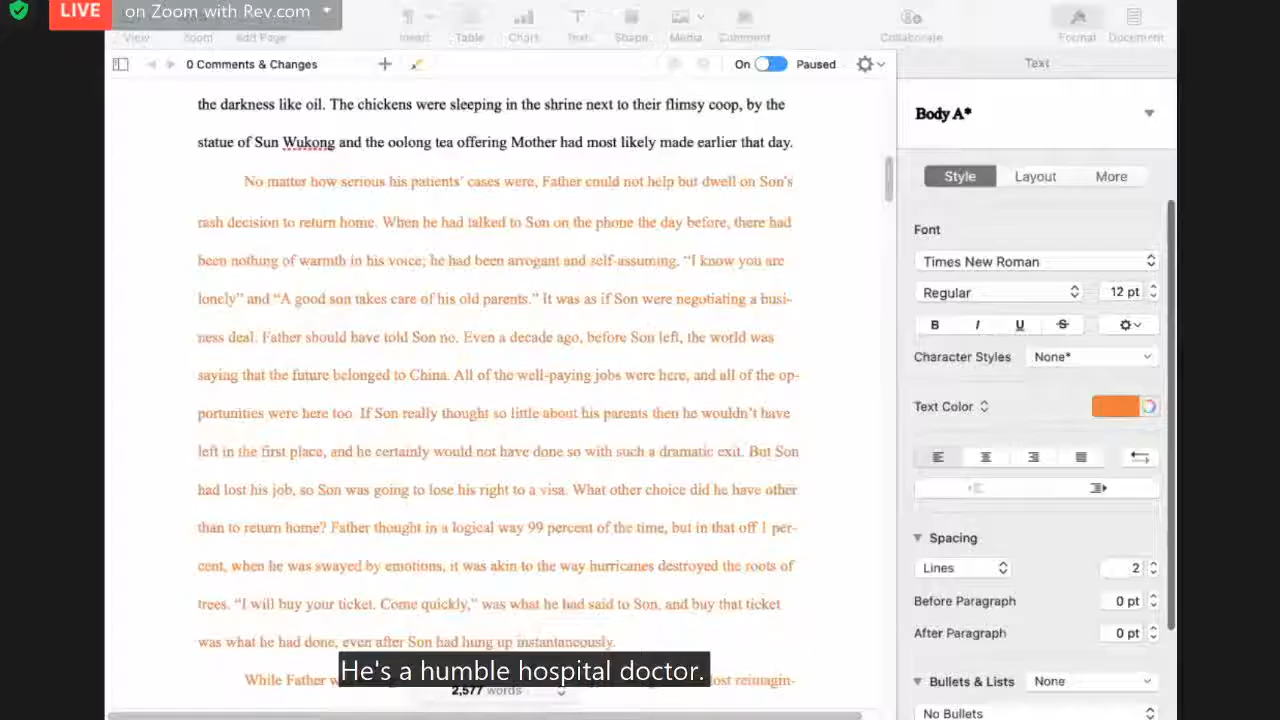 LIVE on Zoom with Rev.com
View Zoom Add Page Insert Table Chart Text Shape Media Comment Collaborate Format Document
0 Comments & Changes On Paused
Text
the darkness like oil. The chickens were sleeping in the shrine next to their flimsy coop, by the
statue of Sun Wukong and the oolong tea offering Mother had most likely made earlier that day.
No matter how serious his patients' cases were, Father could not help but dwell on Son's
rash decision to return home. When he had talked to Son on the phone the day before, there had
been nothing of warmth in his voice; he had been arrogant and self-assuming. “I know you are
lonely” and “A good son takes care of his old parents.” It was as if Son were negotiating a busi-
ness deal. Father should have told Son no. Even a decade ago, before Son left, the world was
saying that the future belonged to China. All of the well-paying jobs were here, and all of the op-
portunities were here too. If Son really thought so little about his parents then he wouldn't have
left in the first place, and he certainly would not have done so with such a dramatic exit. But Son
had lost his job, so Son was going to lose his right to a visa. What other choice did he have other
than to return home? Father thought in a logical way 99 percent of the time, but in that off 1 per-
cent, when he was swayed by emotions, it was akin to the way hurricanes destroyed the roots of
trees. “I will buy your ticket. Come quickly,” was what he had said to Son, and buy that ticket
was what he had done, even after Son had hung up instantaneously.
While Father lost reimagin-
He's a humble hospital doctor.
2,577 words
Body A*
Style Layout More
Font
Times New Roman
Regular 12 pt
B I U S
Character Styles None*
Text Color
Spacing
Lines 2
Before Paragraph 0 pt
After Paragraph 0 pt
Bullets & Lists None
No Bullets